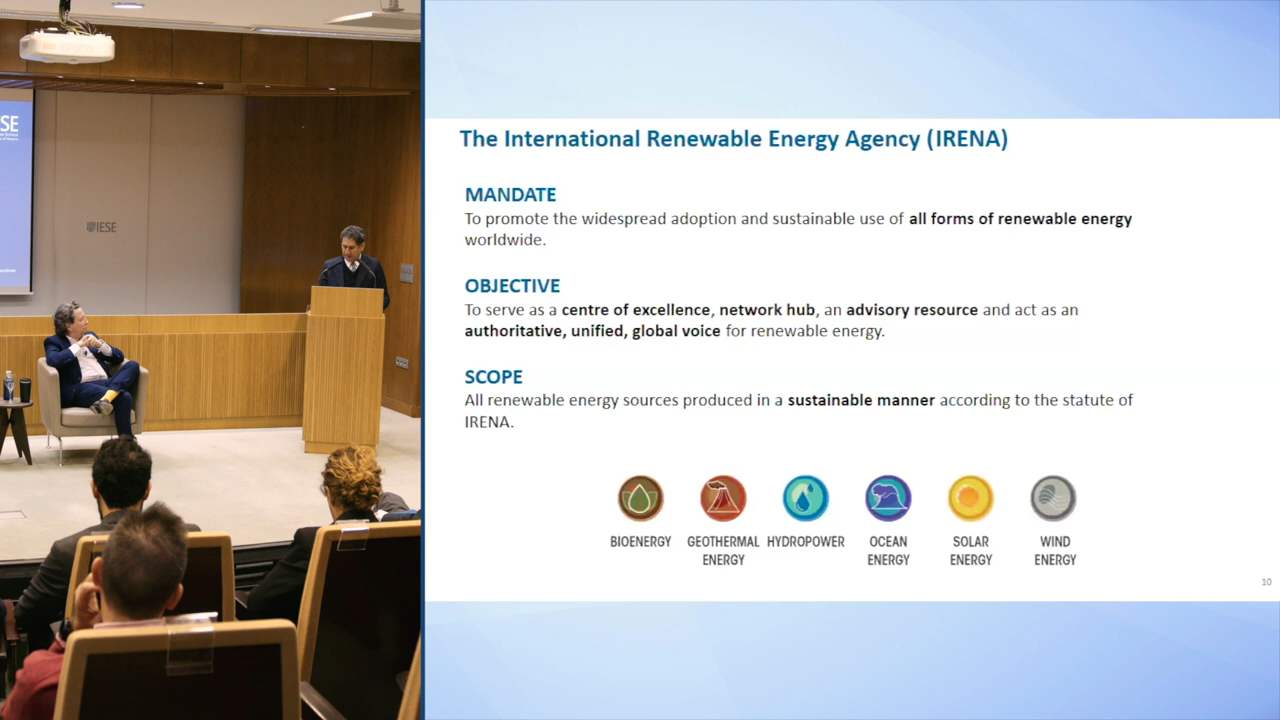 SE
IESE
The International Renewable Energy Agency (IRENA)
MANDATE
To promote the widespread adoption and sustainable use of all forms of renewable energy
worldwide.
OBJECTIVE
To serve as a centre of excellence, network hub, an advisory resource and act as an
authoritative, unified, global voice for renewable energy.
SCOPE
All renewable energy sources produced in a sustainable manner according to the statute of
IRENA.
BIOENERGY
GEOTHERMAL
ENERGY
HYDROPOWER
OCEAN
ENERGY
SOLAR
ENERGY
WIND
ENERGY
10